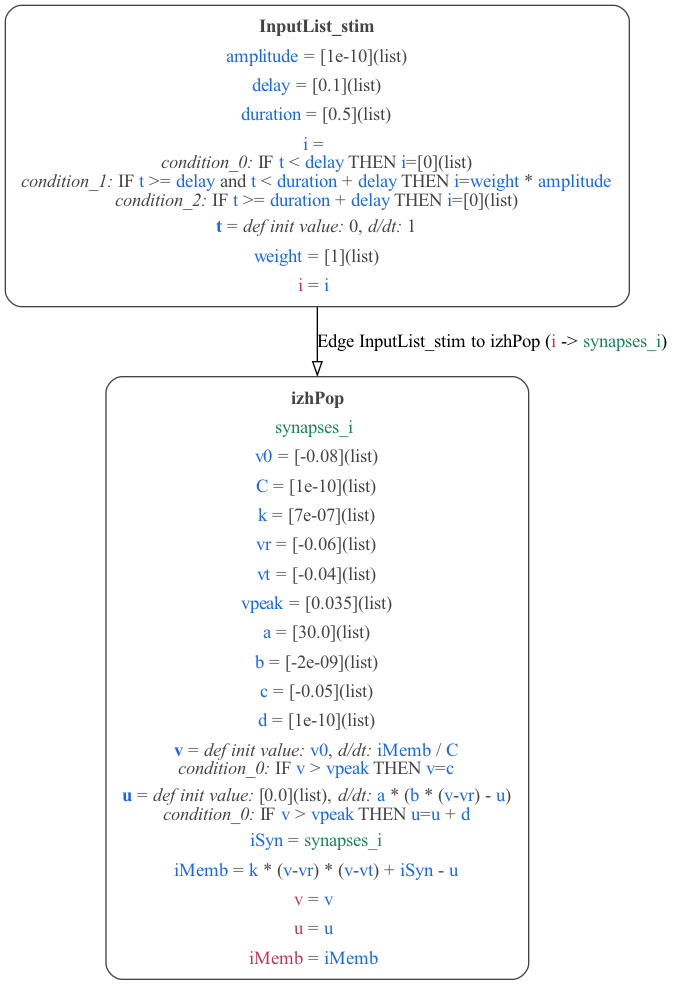 InputList_stim
amplitude = [1e-10](list)
delay = [0.1](list)
duration = [0.5](list)
i =
condition_0: IF t < delay THEN i=[0](list)
condition_1: IF t >= delay and t < duration + delay THEN i=weight * amplitude
condition_2: IF t >= duration + delay THEN i=[0](list)
t = def init value: 0, d/dt: 1
weight = [1](list)
i = i
Edge InputList_stim to izhPop (i -> synapses_i)
izhPop
synapses_i
v0 = [-0.08](list)
C = [1e-10](list)
k = [7e-07](list)
vr = [-0.06](list)
vt = [-0.04](list)
vpeak = [0.035](list)
a = [30.0](list)
b = [-2e-09](list)
c = [-0.05](list)
d = [1e-10](list)
v = def init value: v0, d/dt: iMemb / C
condition_0: IF v > vpeak THEN v=c
u = def init value: [0.0](list), d/dt: a * (b * (v-vr) - u)
condition_0: IF v > vpeak THEN u=u + d
iSyn = synapses_i
iMemb = k * (v-vr) * (v-vt) + iSyn - u
v = v
u = u
iMemb = iMemb